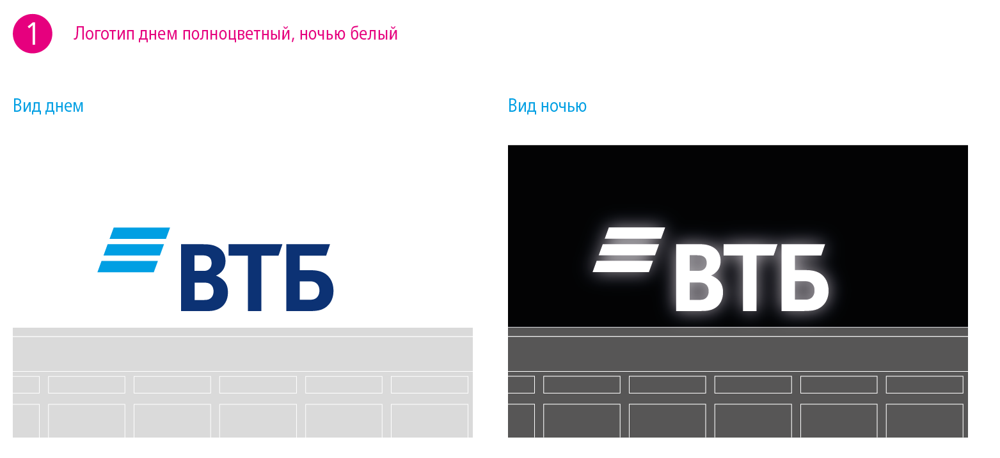 1
Логотип днем полноцветный, ночью белый
Вид днем
Вид ночью
ВТБ
ВТБ